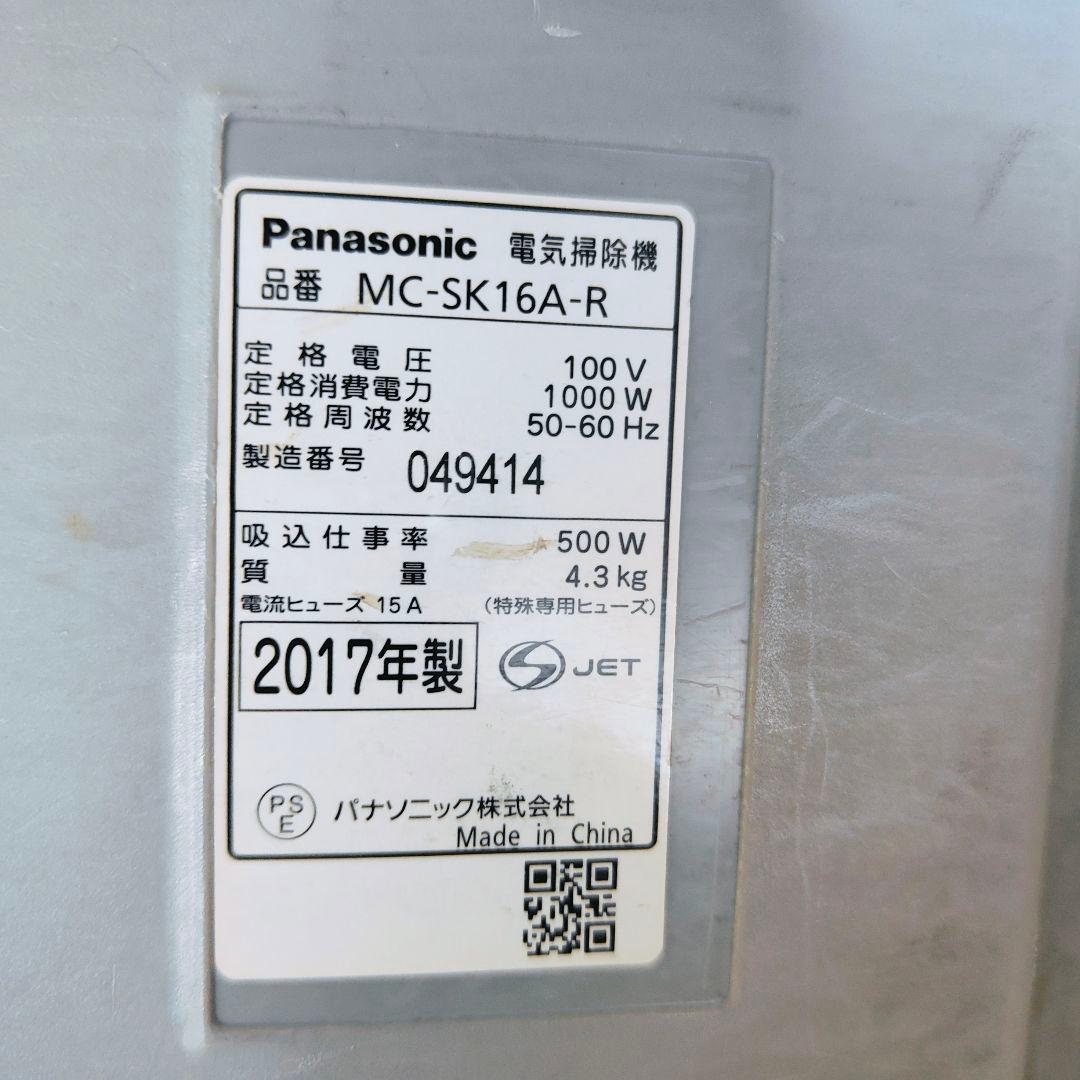 Panasonic 電気掃除機
品番 MC-SK16A-R
定格電圧 100 V
定格消費電力 1000 W
定格周波数 50-60 Hz
製造番号 049414
吸込仕事率 500 W
質量 4.3 kg
電流ヒューズ 15 A (特殊専用ヒューズ)
2017年製 S JET
PS
E
パナソニック株式会社
Made in China